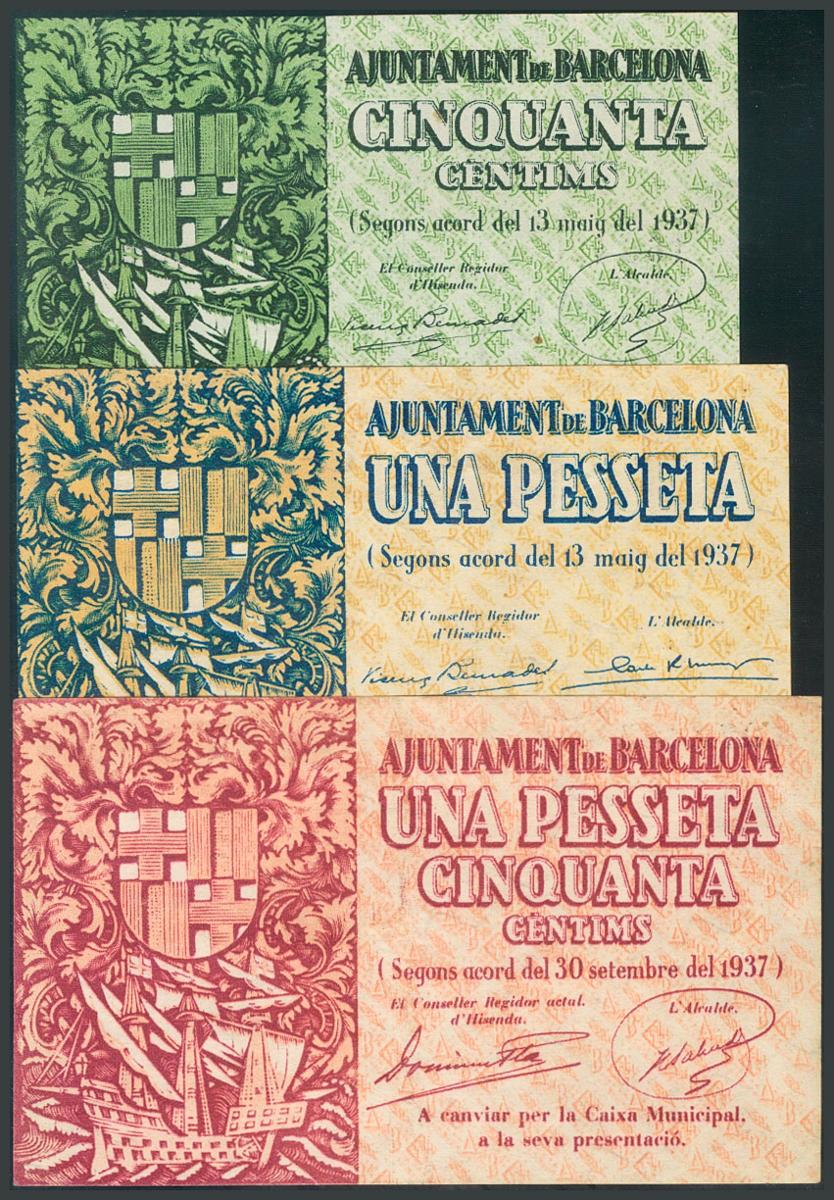 AJUNTAMENT DE BARCELONA
CINQUANTA
CÈNTIMS
(Segons acord del 13 maig del 1937)
El Conseller Regidor
d'Hisenda.
L'Alcalde.
AJUNTAMENT DE BARCELONA
UNA PESSETA
(Segons acord del 13 maig del 1937)
El Conseller Regidor
d'Hisenda.
L'Alcalde.
AJUNTAMENT DE BARCELONA
UNA PESSETA
CINQUANTA
CÈNTIMS
(Segons acord del 30 setembre del 1937)
El Conseller Regidor actal.
d'Hisenda.
L'Alcalde.
A canviar per la Caixa Municipal,
a la seva presentació.